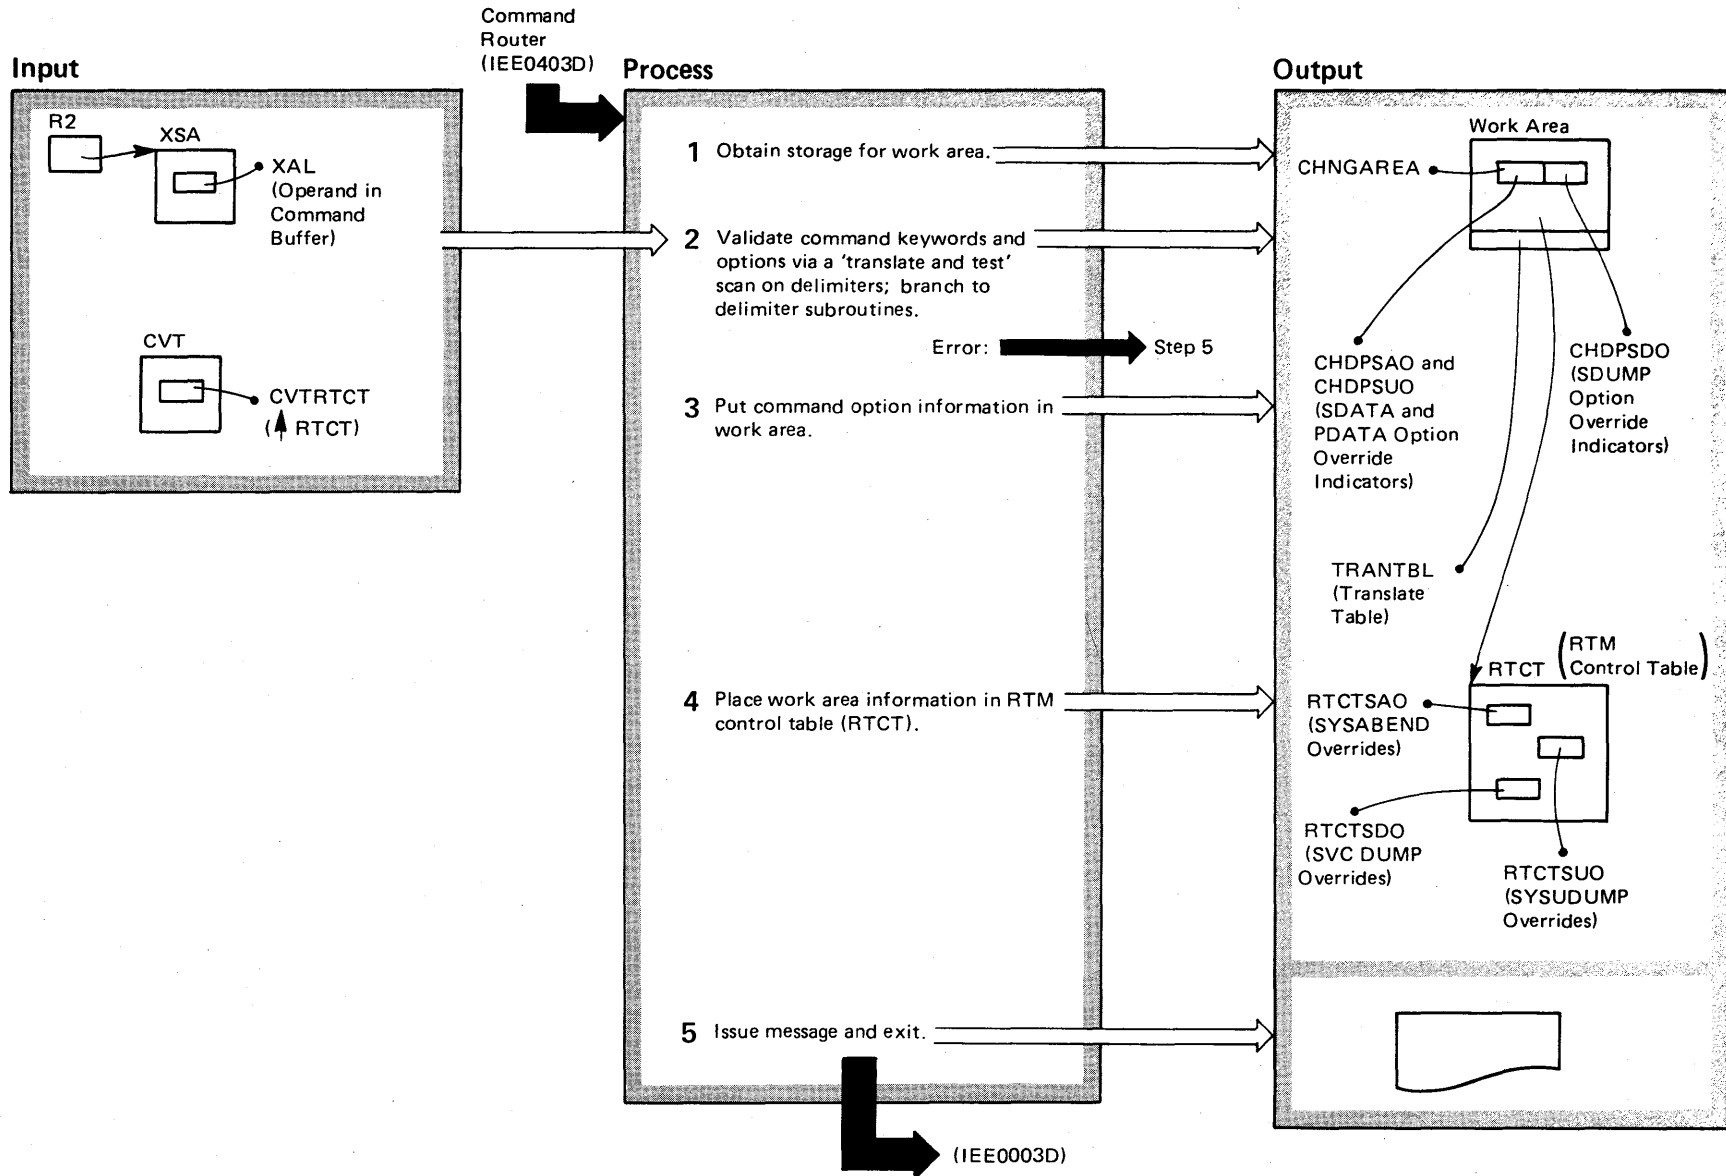 Command
Router
(IEE0403D)
Input
Process
Output
R2
XSA
XAL
(Operand in
Command
Buffer)
CVT
CVTRTCT
( RTCT)
1 Obtain storage for work area.
2 Validate command keywords and
options via a 'translate and test'
scan on delimiters; branch to
delimiter subroutines.
Error:
Step 5
3 Put command option information in
work area.
4 Place work area information in RTM
control table (RTCT).
5 Issue message and exit.
(IEE0003D)
Work Area
CHNGAREA
CHDPSAO and
CHDPSUO
(SDATA and
PDATA Option
Override
Indicators)
CHDPSDO
(SDUMP
Option
Override
Indicators)
TRANTBL
(Translate
Table)
RTCT
(RTM
Control Table)
RTCTSAO
(SYSABEND
Overrides)
RTCTSDO
(SVC DUMP
Overrides)
RTCTSUO
(SYSUDUMP
Overrides)